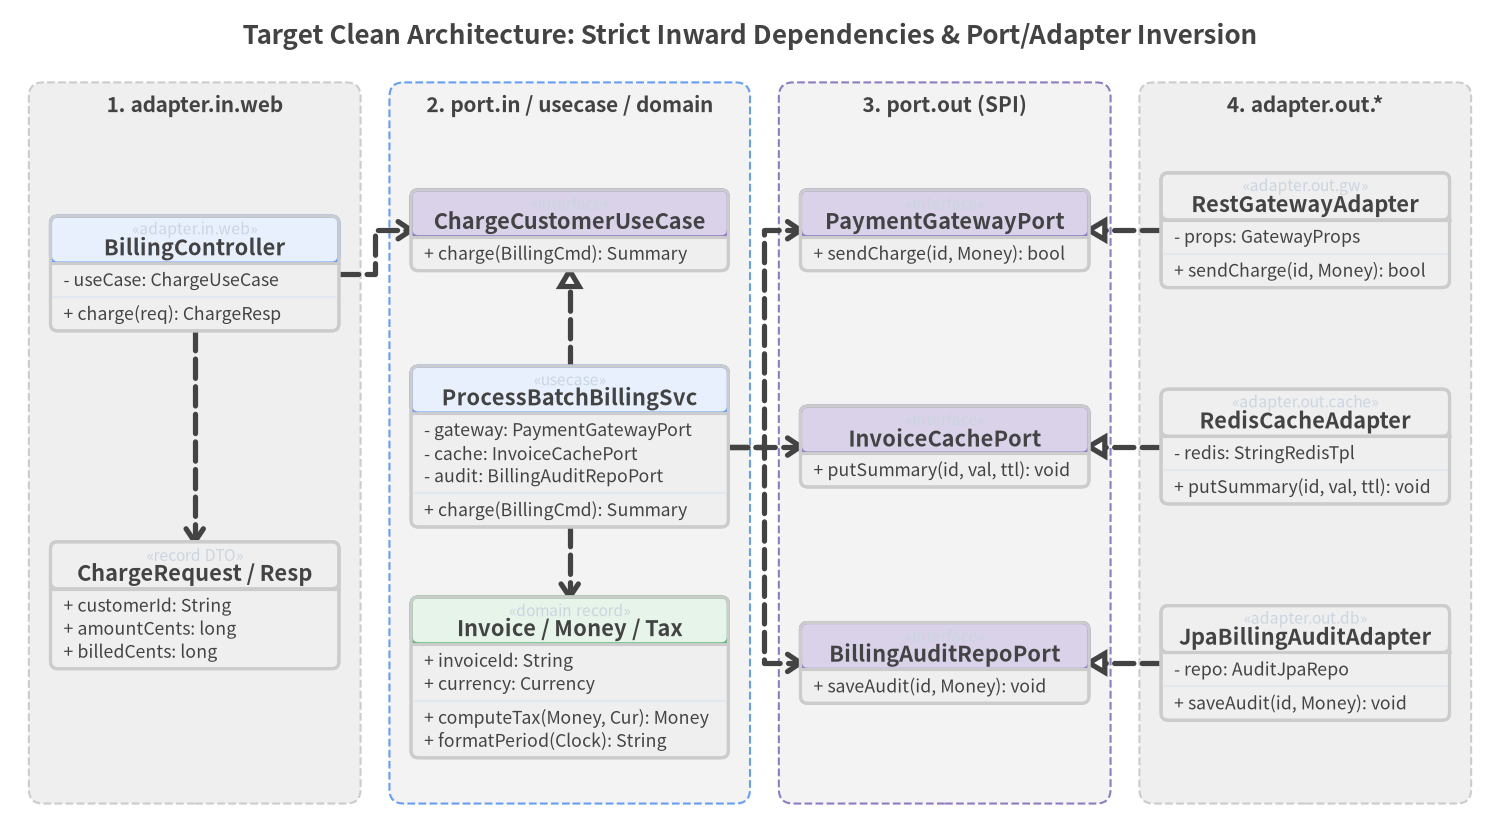 Target Clean Architecture: Strict Inward Dependencies & Port/Adapter Inversion
1. adapter.in.web
«adapter.in.web»
BillingController
- useCase: ChargeUseCase
+ charge(req): ChargeResp
«record DTO»
ChargeRequest / Resp
+ customerId: String
+ amountCents: long
+ billedCents: long
2. port.in / usecase / domain
«interface»
ChargeCustomerUseCase
+ charge(BillingCmd): Summary
«usecase»
ProcessBatchBillingSvc
- gateway: PaymentGatewayPort
- cache: InvoiceCachePort
- audit: BillingAuditRepoPort
+ charge(BillingCmd): Summary
«domain record»
Invoice / Money / Tax
+ invoiceId: String
+ currency: Currency
+ computeTax(Money, Cur): Money
+ formatPeriod(Clock): String
3. port.out (SPI)
«interface»
PaymentGatewayPort
+ sendCharge(id, Money): bool
«interface»
InvoiceCachePort
+ putSummary(id, val, ttl): void
«interface»
BillingAuditRepoPort
+ saveAudit(id, Money): void
4. adapter.out.*
«adapter.out.gw»
RestGatewayAdapter
- props: GatewayProps
+ sendCharge(id, Money): bool
«adapter.out.cache»
RedisCacheAdapter
- redis: StringRedisTpl
+ putSummary(id, val, ttl): void
«adapter.out.db»
JpaBillingAuditAdapter
- repo: AuditJpaRepo
+ saveAudit(id, Money): void